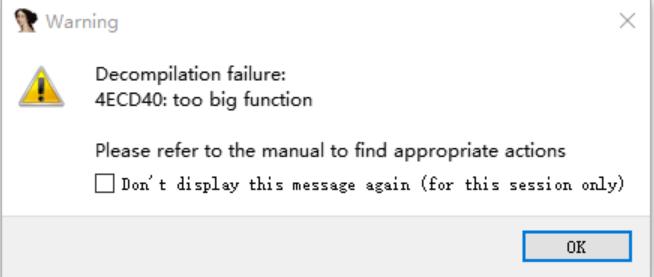 Warning
Decompilation failure:
4ECD40: too big function
Please refer to the manual to find appropriate actions
Don't display this message again (for this session only)
OK